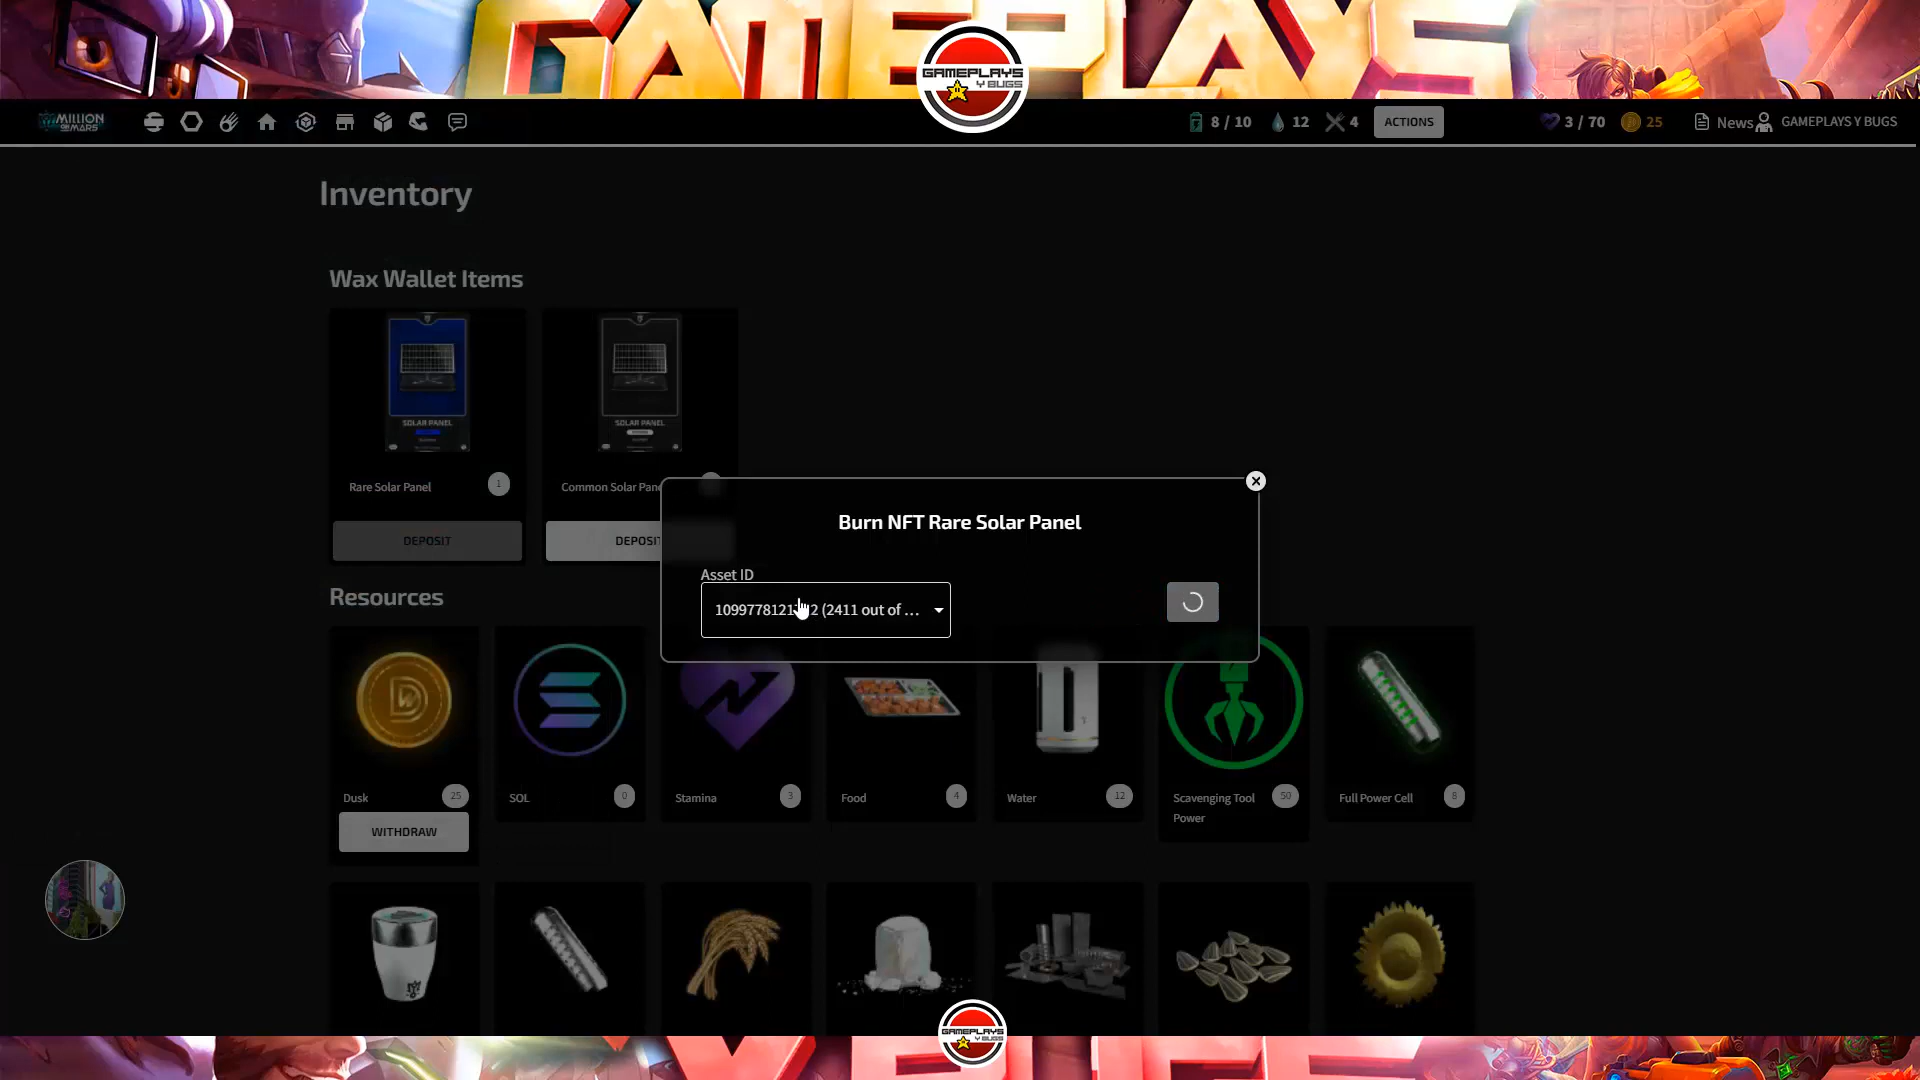 GAMEPLAYS
GAMEPLAYS
Y BUGS
MILLION
ON MARS
8 / 10
12
4
ACTIONS
3 / 70
25
News
GAMEPLAYS Y BUGS
Inventory
Wax Wallet Items
SOLAR PANEL
SOLAR PANEL
Rare Solar Panel
1
Common Solar Pane
DEPOSIT
DEPOSIT
Burn NFT Rare Solar Panel
Asset ID
(2411 out of ...
Resources
Dusk
25
SOL
0
Stamina
3
Food
4
Water
12
Scavenging Tool
Power
50
Full Power Cell
8
WITHDRAW
GAMEPLAYS
Y BUGS
Y BUGS